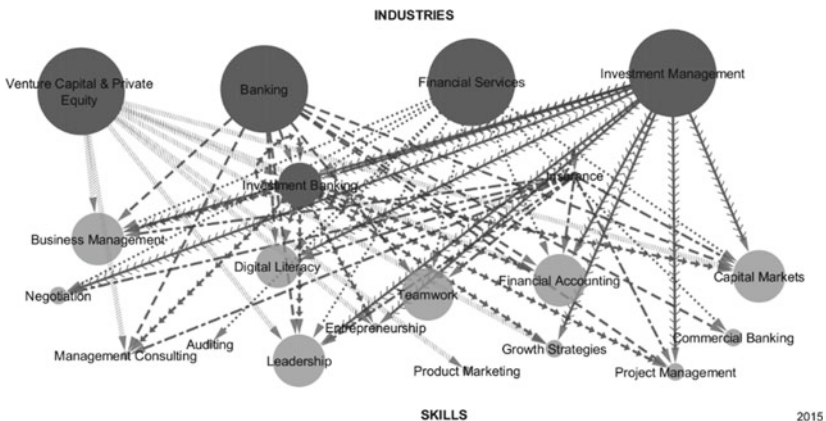 INDUSTRIES
Venture Capital & Private
Equity
Banking
Financial Services
Investment Management
Investment Banking
Insurance
Business Management
Digital Literacy
Financial Accounting
Capital Markets
Negotiation
Teamwork
Entrepreneurship
Commercial Banking
Auditing
Management Consulting
Leadership
Growth Strategies
Product Marketing
Project Management
SKILLS
2015